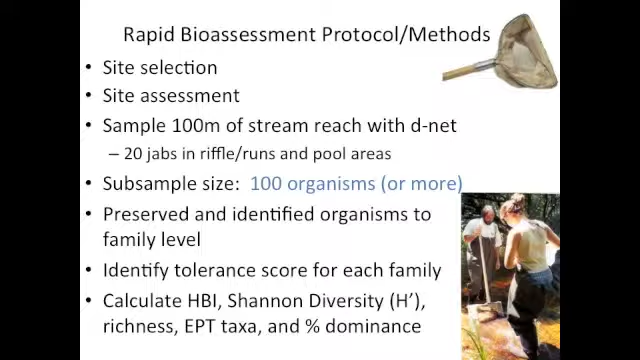 Rapid Bioassessment Protocol/Methods
• Site selection
• Site assessment
• Sample 100m of stream reach with d-net
– 20 jabs in riffle/runs and pool areas
• Subsample size: 100 organisms (or more)
• Preserved and identified organisms to
family level
• Identify tolerance score for each family
• Calculate HBI, Shannon Diversity (H’),
richness, EPT taxa, and % dominance